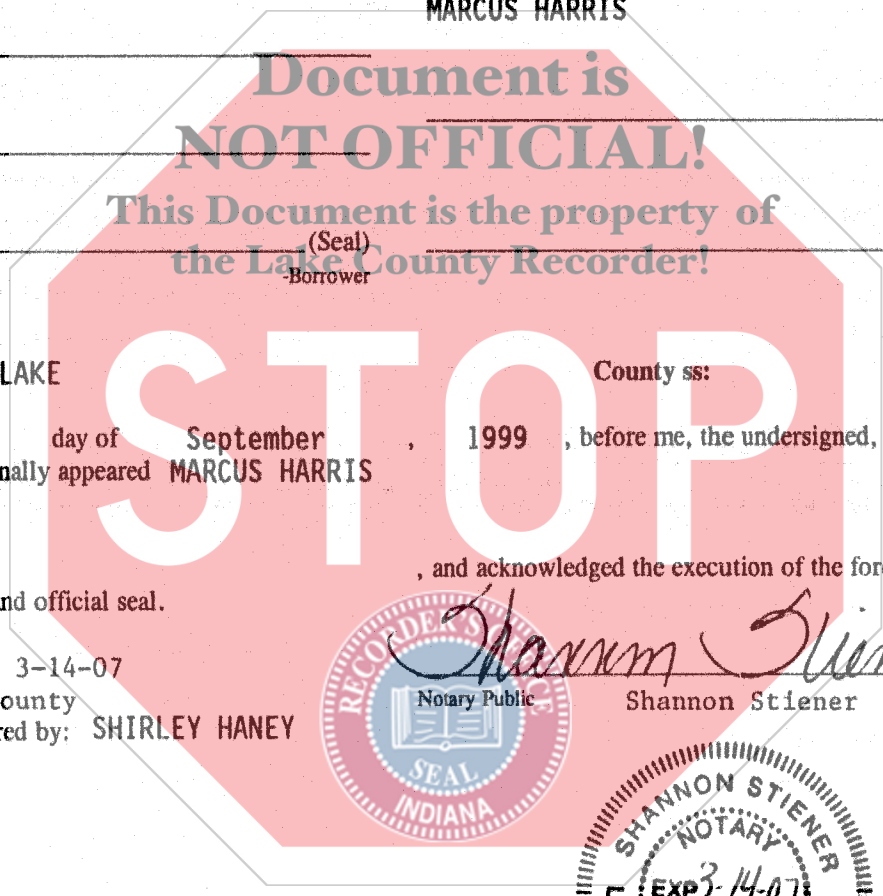 MARCUS HARRIS
Document is
NOT OFFICIAL!
This Document is the property of
(Seal)
the Lake County Recorder!
-Borrower
STOP
LAKE County ss:
day of September , 1999 , before me, the undersigned,
nally appeared MARCUS HARRIS
, and acknowledged the execution of the for
nd official seal.
Shannon Stien
3-14-07
Notary Public Shannon Stiener
ounty
red by: SHIRLEY HANEY
RECORDER'S OFFICE
SEAL
INDIANA
SHANNON STIENER
NOTARY
EXP 3-14-07